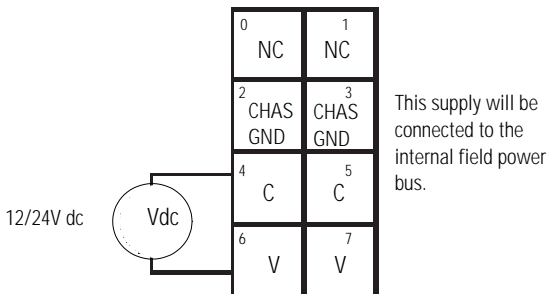 0 1
NC NC
2 3
CHAS CHAS
GND GND
4 5
C C
6 7
V V
12/24V dc
Vdc
This supply will be
connected to the
internal field power
bus.